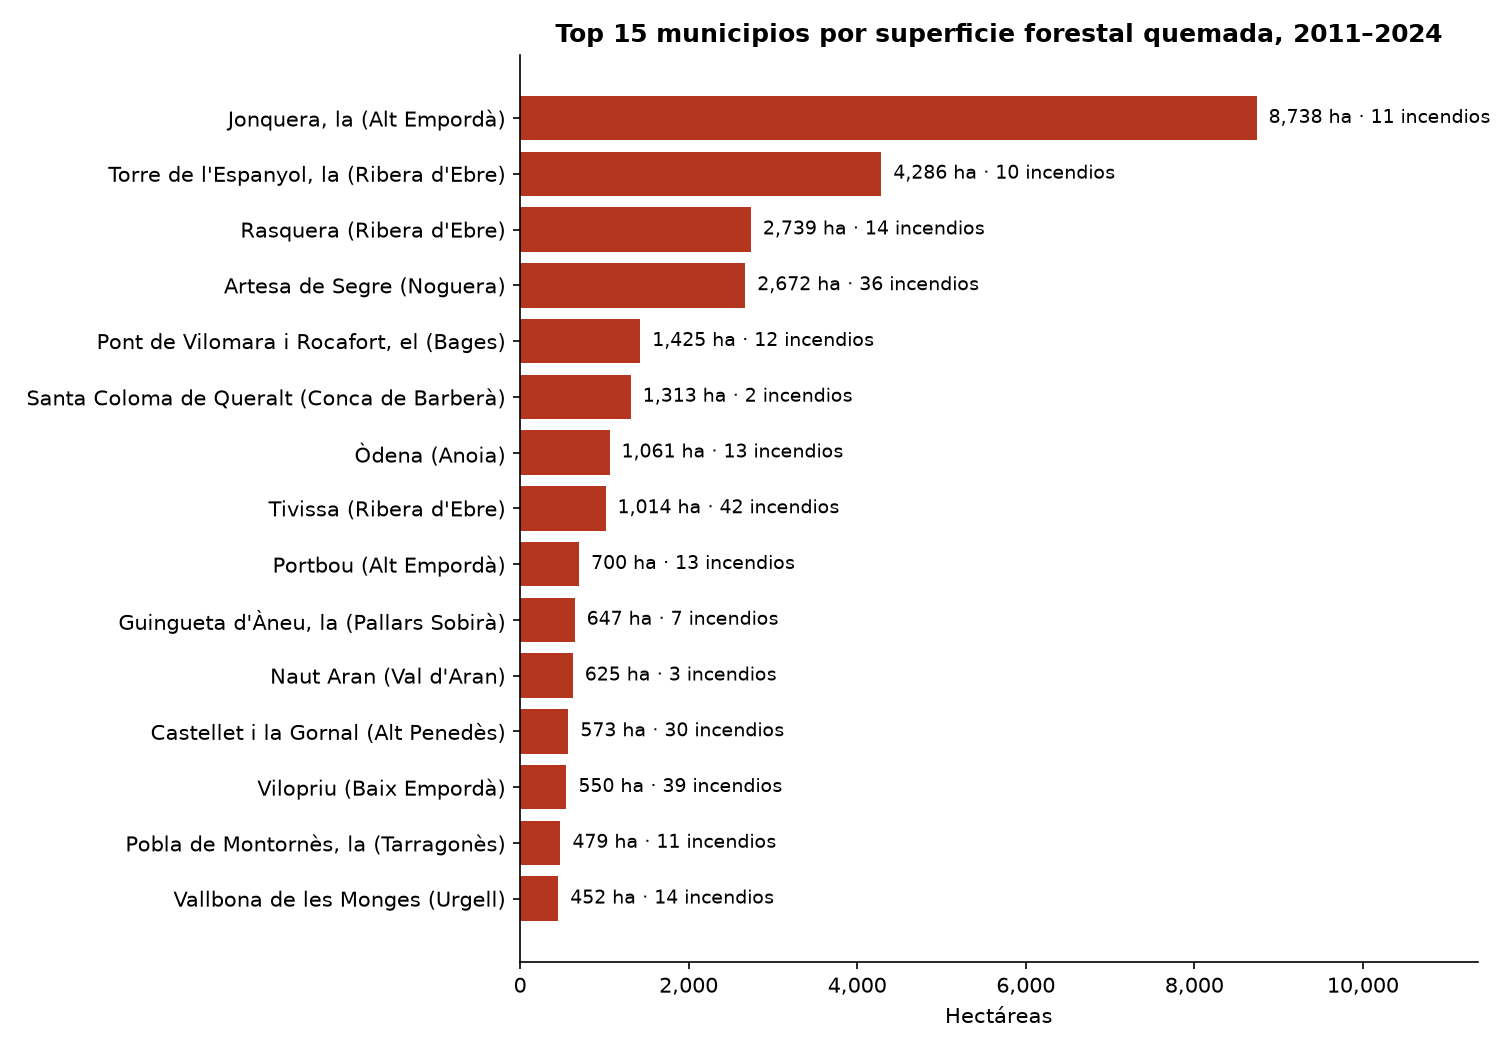 Top 15 municipios por superficie forestal quemada, 2011–2024
Jonquera, la (Alt Empordà) 8,738 ha · 11 incendios
Torre de l'Espanyol, la (Ribera d'Ebre) 4,286 ha · 10 incendios
Rasquera (Ribera d'Ebre) 2,739 ha · 14 incendios
Artesa de Segre (Noguera) 2,672 ha · 36 incendios
Pont de Vilomara i Rocafort, el (Bages) 1,425 ha · 12 incendios
Santa Coloma de Queralt (Conca de Barberà) 1,313 ha · 2 incendios
Òdena (Anoia) 1,061 ha · 13 incendios
Tivissa (Ribera d'Ebre) 1,014 ha · 42 incendios
Portbou (Alt Empordà) 700 ha · 13 incendios
Guingueta d'Àneu, la (Pallars Sobirà) 647 ha · 7 incendios
Naut Aran (Val d'Aran) 625 ha · 3 incendios
Castellet i la Gornal (Alt Penedès) 573 ha · 30 incendios
Vilopriu (Baix Empordà) 550 ha · 39 incendios
Pobla de Montornès, la (Tarragonès) 479 ha · 11 incendios
Vallbona de les Monges (Urgell) 452 ha · 14 incendios
0 2,000 4,000 6,000 8,000 10,000
Hectáreas